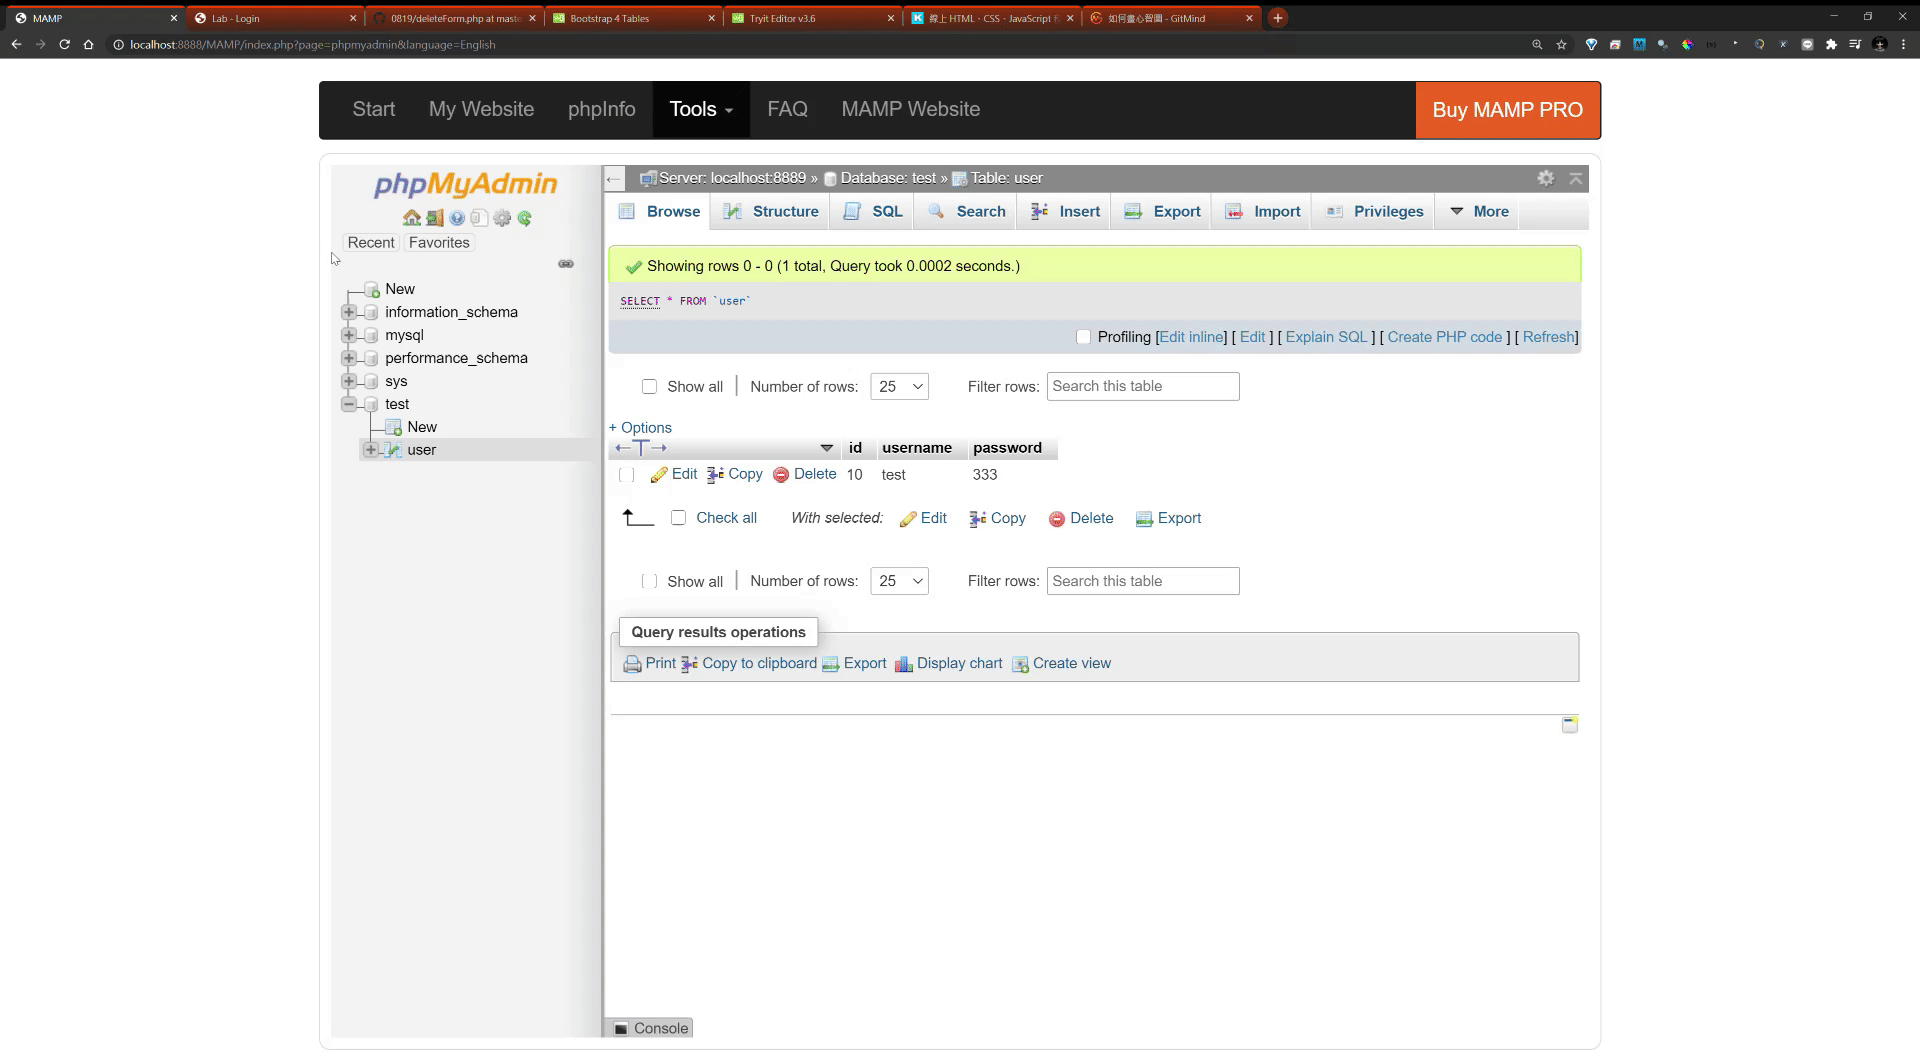 MAMP
Lab - Login
0819/deleteForm.php at maste
Bootstrap 4 Tables
Tryit Editor v3.6
線上 HTML、CSS、JavaScript
如何畫心智圖 - GitMind
localhost:8888/MAMP/index.php?page=phpmyadmin&language=English
Start My Website phpInfo Tools FAQ MAMP Website Buy MAMP PRO
phpMyAdmin
Recent Favorites
New
information_schema
mysql
performance_schema
sys
test
New
user
Server: localhost:8889 » Database: test » Table: user
Browse Structure SQL Search Insert Export Import Privileges More
Showing rows 0 - 0 (1 total, Query took 0.0002 seconds.)
SELECT * FROM `user`
Profiling [Edit inline] [ Edit ] [ Explain SQL ] [ Create PHP code ] [ Refresh]
Show all | Number of rows: 25 Filter rows: Search this table
+ Options
←T→ id username password
Edit Copy Delete 10 test 333
Check all With selected: Edit Copy Delete Export
Show all | Number of rows: 25 Filter rows: Search this table
Query results operations
Print Copy to clipboard Export Display chart Create view
Console